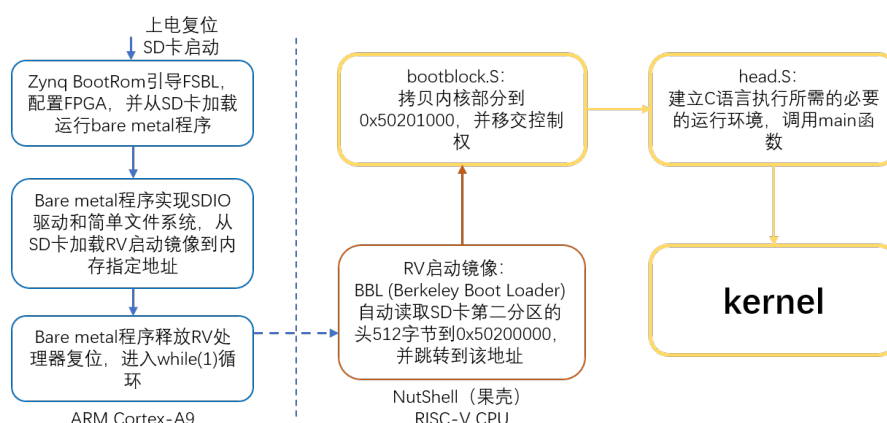 上电复位
SD卡启动
Zynq BootRom引导FSBL,
配置FPGA，并从SD卡加载
运行bare metal程序
Bare metal程序实现SDIO
驱动和简单文件系统，从
SD卡加载RV启动镜像到内
存指定地址
Bare metal程序释放RV处
理器复位，进入while(1)循
环
ARM Cortex-A9
bootblock.S:
拷贝内核部分到
0x50201000，并移交控制
权
RV启动镜像：
BBL (Berkeley Boot Loader)
自动读取SD卡第二分区的
头512字节到0x50200000，
并跳转到该地址
NutShell（果壳）
RISC-V CPU
head.S:
建立C语言执行所需的必要
的运行环境，调用main函
数
kernel